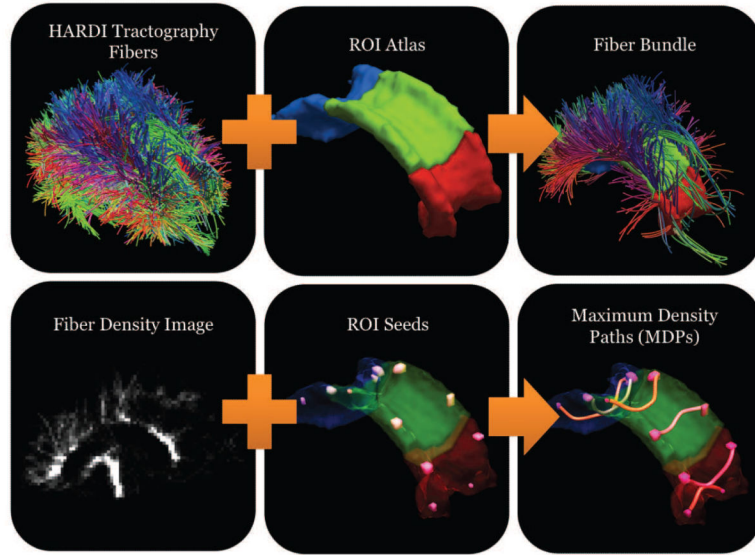 HARDI Tractography
Fibers
ROI Atlas
Fiber Bundle
Fiber Density Image
ROI Seeds
Maximum Density
Paths (MDPs)